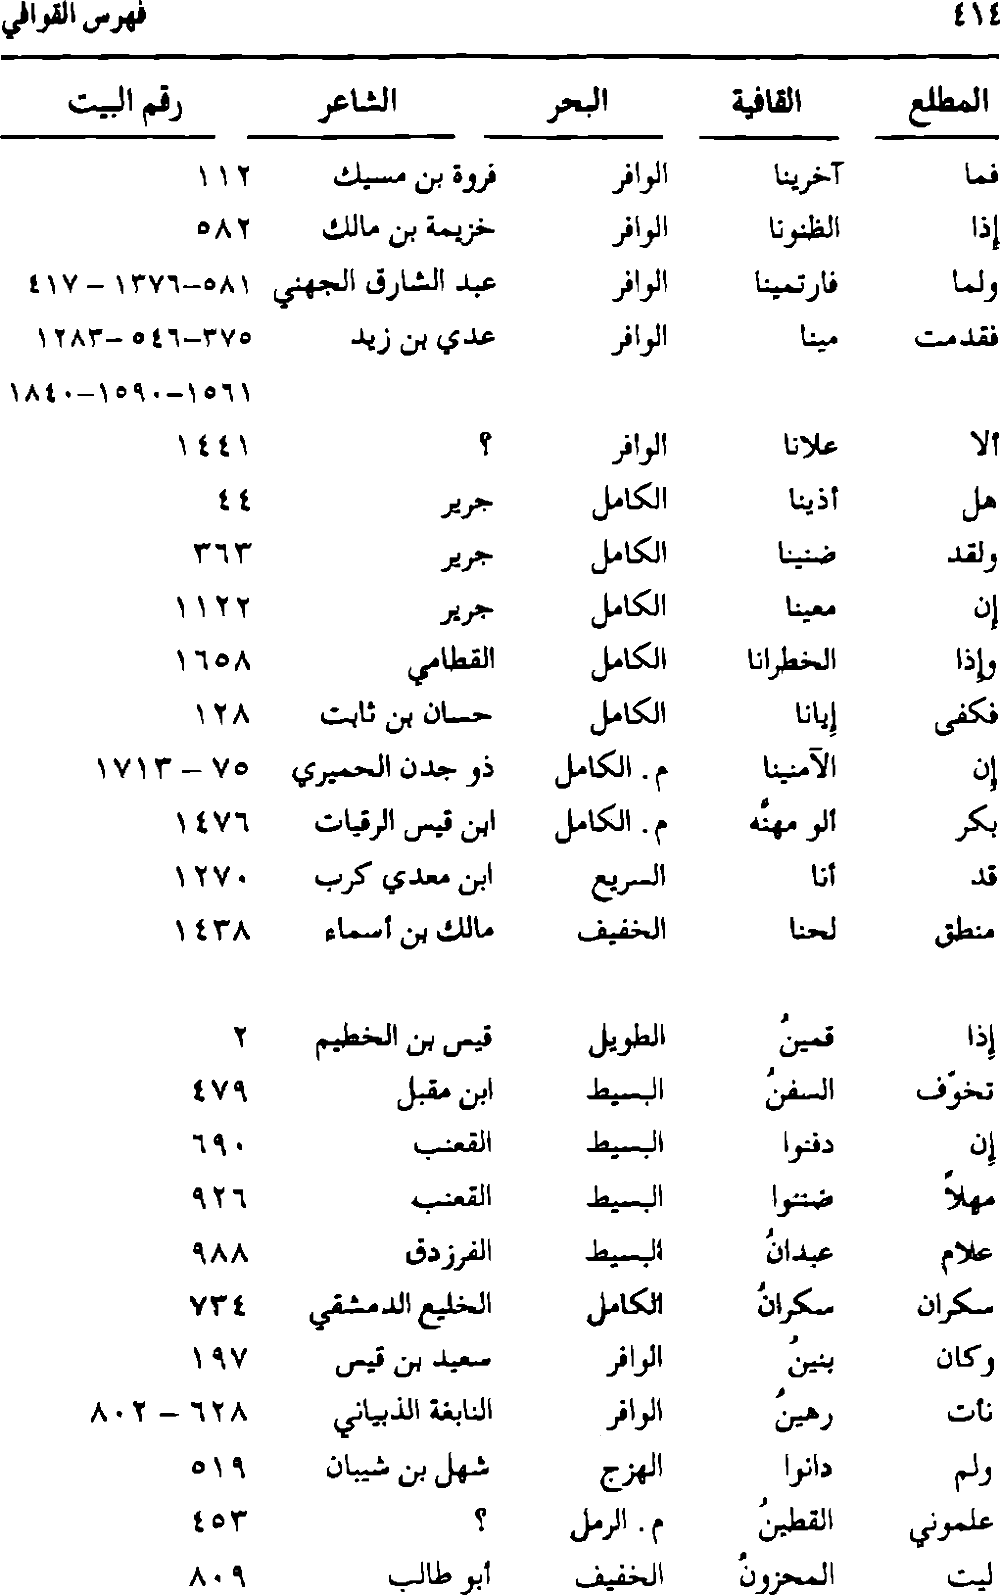 ٤١٤ فهرس القوافي
المطلع القافية البحر الشاعر رقم البيت
فما آخرينا الوافر فروة بن مسيك ١١٢
إذا الظنونا الوافر خزيمة بن مالك ٥٨٢
ولما فارتمينا الوافر عبد الشارق الجهني ٥٨١-١٣٧٦ - ٤١٧
فقدمت مينا الوافر عدي بن زيد ٣٧٥-٥٤٦ -١٢٨٣
١٥٦١-١٥٩٠-١٨٤٠
ألا علانا الوافر ؟ ١٤٤١
هل أذينا الكامل جرير ٤٤
ولقد ضنينا الكامل جرير ٣٦٣
إن معينا الكامل جرير ١١٢٢
وإذا الخطرانا الكامل القطامي ١٦٥٨
فكفى إيانا الكامل حسان بن ثابت ١٢٨
إن الآمنينا م. الكامل ذو جدن الحميري ٧٥ - ١٧١٣
بكر ألو مهنُّه م. الكامل ابن قيس الرقيات ١٤٧٦
قد أنا السريع ابن معدي كرب ١٢٧٠
منطق لحنا الخفيف مالك بن أسماء ١٤٣٨
إذا قمينُ الطويل قيس بن الخطيم ٢
تخوّف السفنُ البسيط ابن مقبل ٤٧٩
إن دفنوا البسيط القعنب ٦٩٠
مهلاً ضننوا البسيط القعنب ٩٢٦
علام عبدانُ البسيط الفرزدق ٩٨٨
سكران سكرانُ الكامل الخليع الدمشقي ٧٣٤
وكان بنينُ الوافر سعيد بن قيس ١٩٧
نأت رهينُ الوافر النابغة الذبياني ٦٢٨ - ٨٠٢
ولم دانوا الهزج شهل بن شيبان ٥١٩
علموني القطينُ م. الرمل ؟ ٤٥٣
ليت المحزونُ الخفيف أبو طالب ٨٠٩